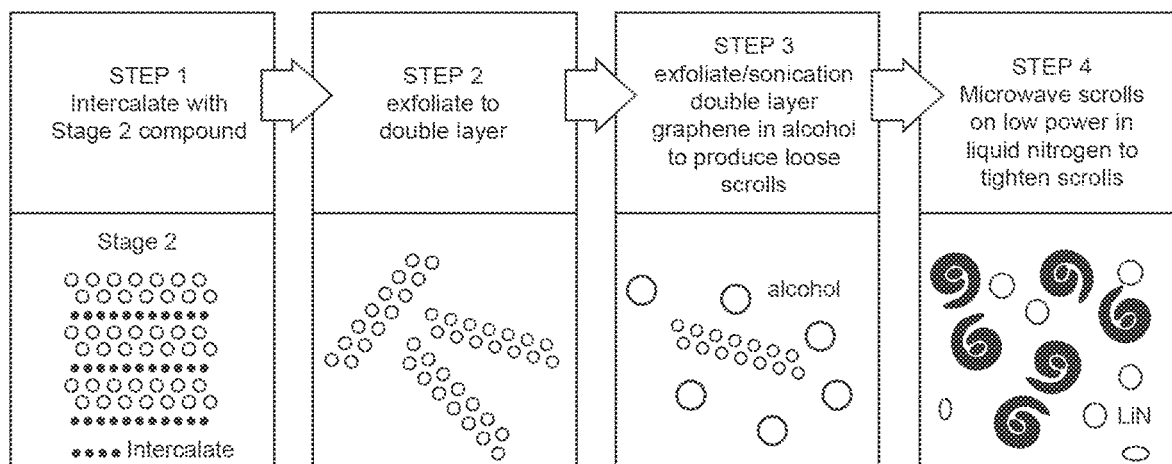 STEP 1
Intercalate with
Stage 2 compound
STEP 2
exfoliate to
double layer
STEP 3
exfoliate/sonication
double layer
graphene in alcohol
to produce loose
scrolls
STEP 4
Microwave scrolls
on low power in
liquid nitrogen to
tighten scrolls
Stage 2
Intercalate
alcohol
LiN